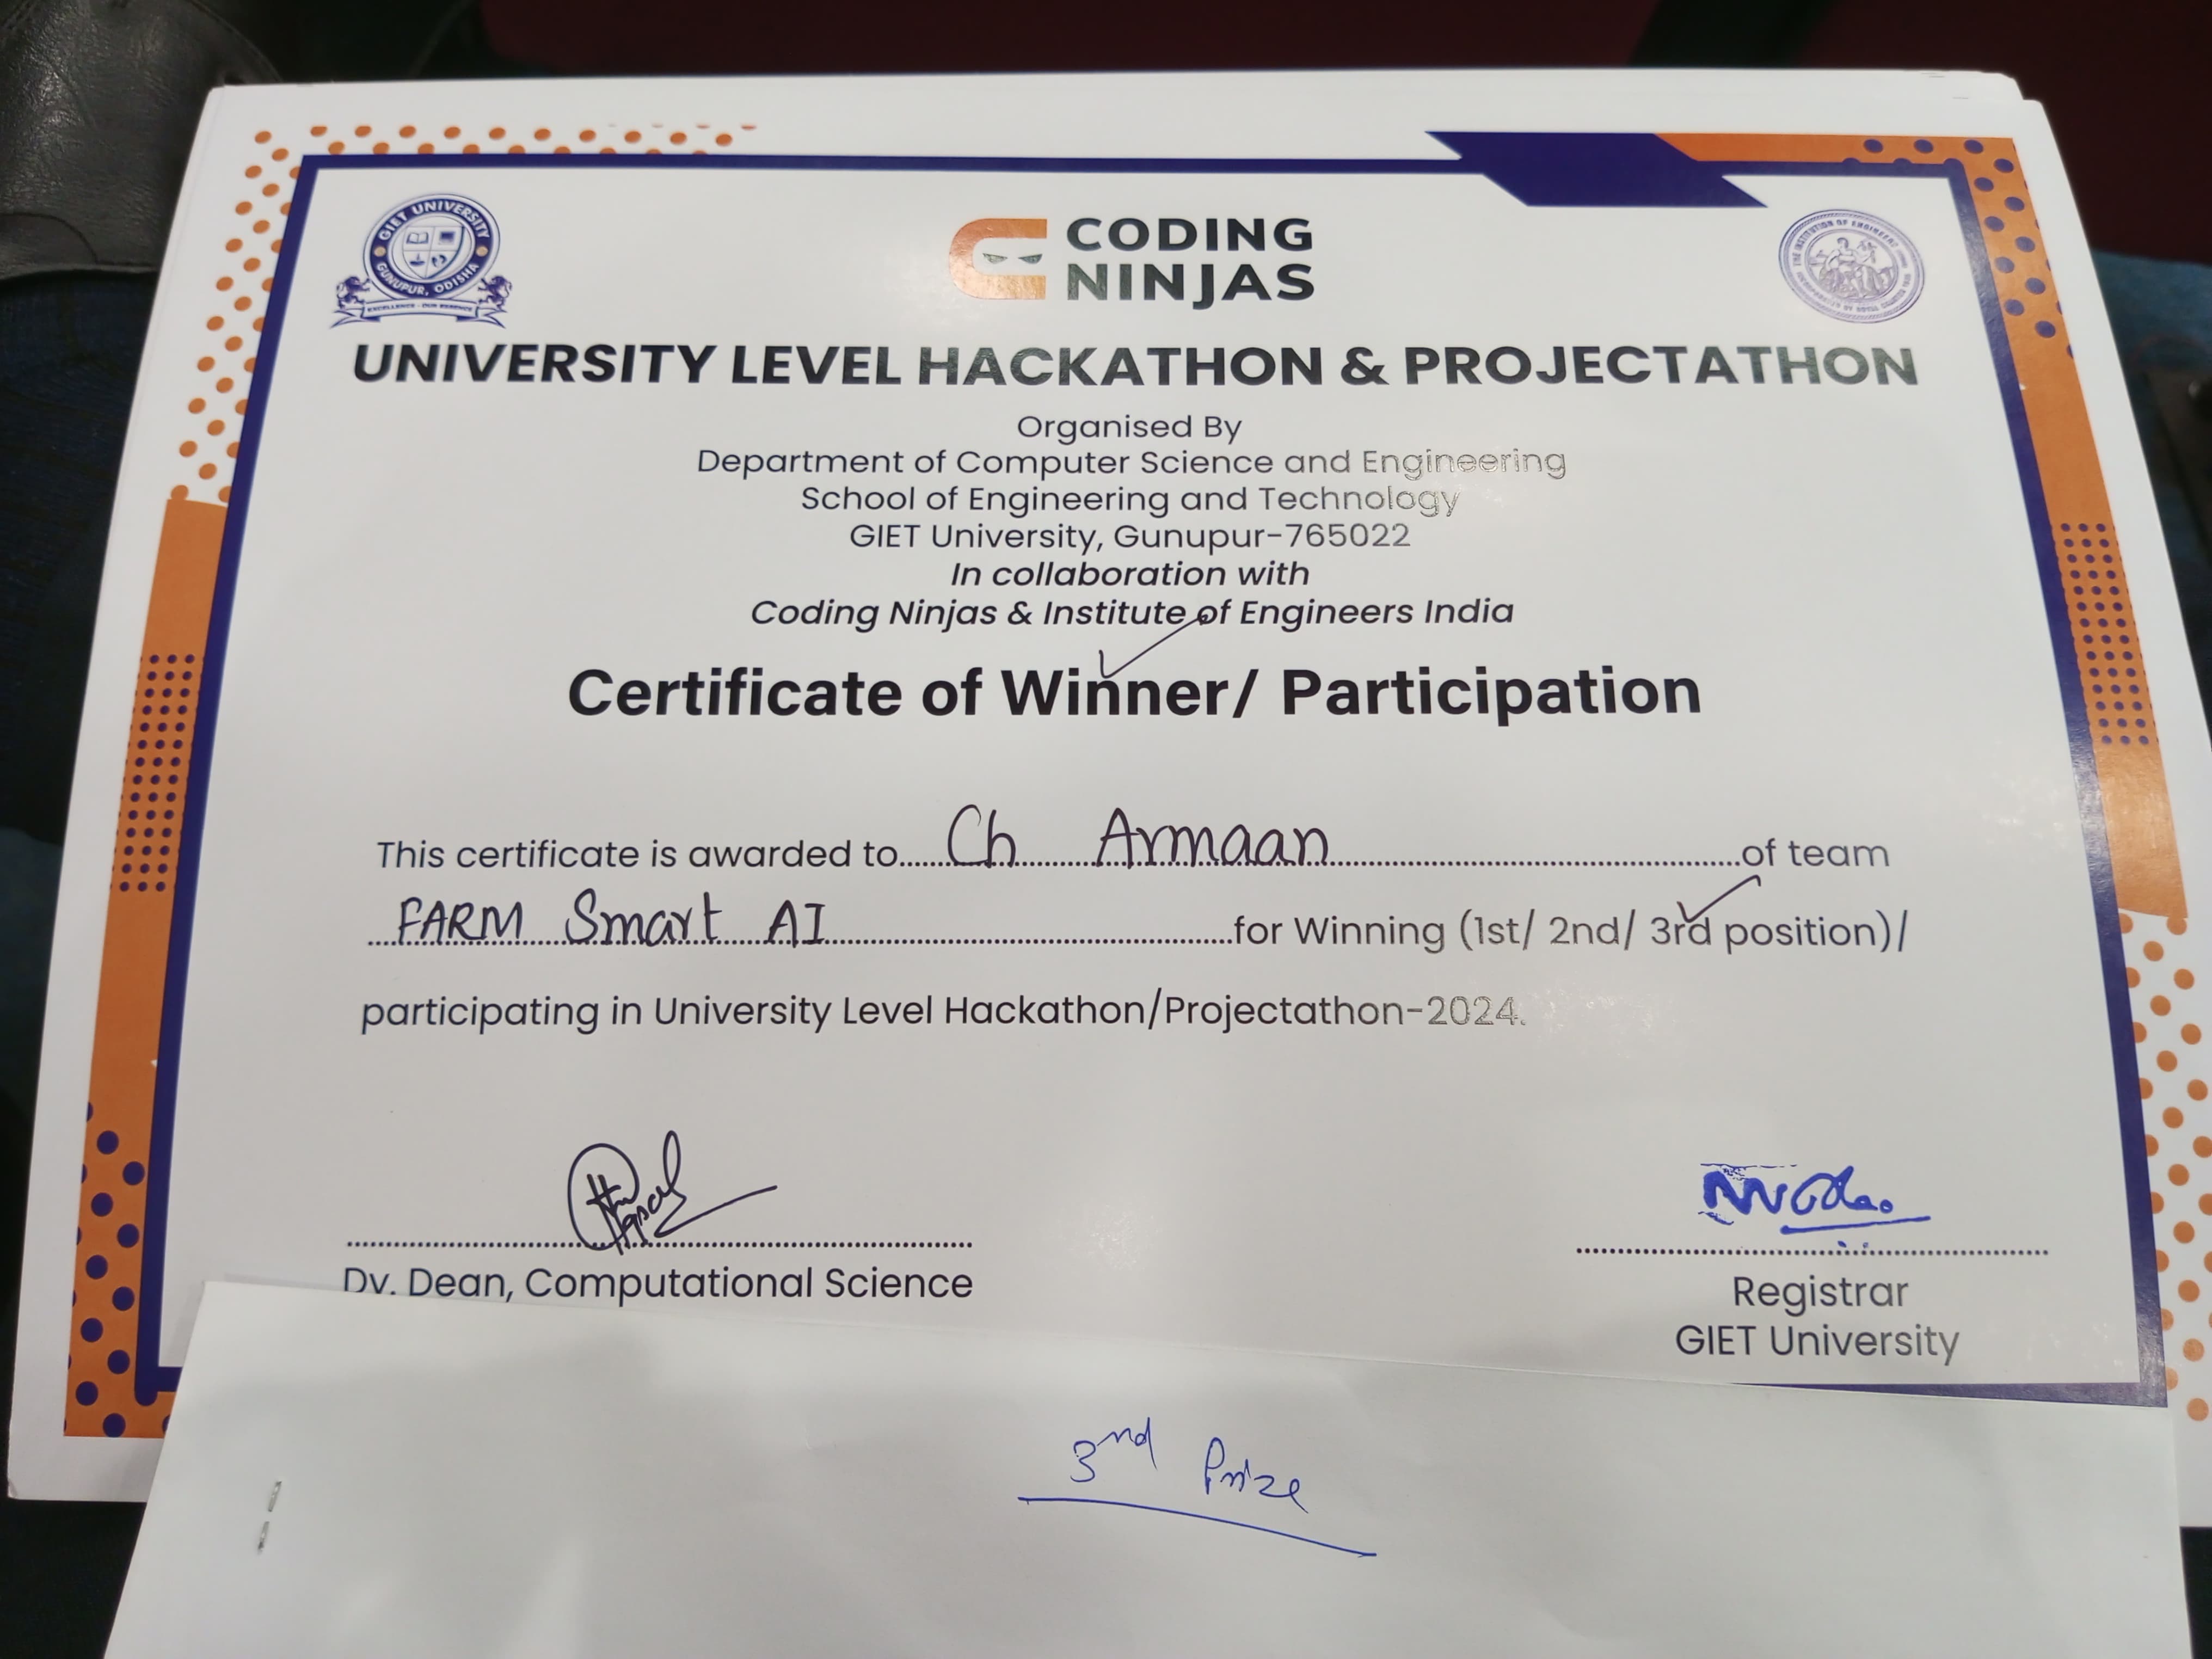 GIET UNIVERSITY
GUNUPUR, ODISHA
EXCELLENCE - OUR ESSENCE
CODING
NINJAS
THE INSTITUTION OF ENGINEERS
UNIVERSITY LEVEL HACKATHON & PROJECTATHON
Organised By
Department of Computer Science and Engineering
School of Engineering and Technology
GIET University, Gunupur-765022
In collaboration with
Coding Ninjas & Institute of Engineers India
Certificate of Winner/ Participation
This certificate is awarded to Ch Armaan of team
FARM Smart AI for Winning (1st/ 2nd/ 3rd position)/
participating in University Level Hackathon/Projectathon-2024.
Dy. Dean, Computational Science
Registrar
GIET University
3nd Prize